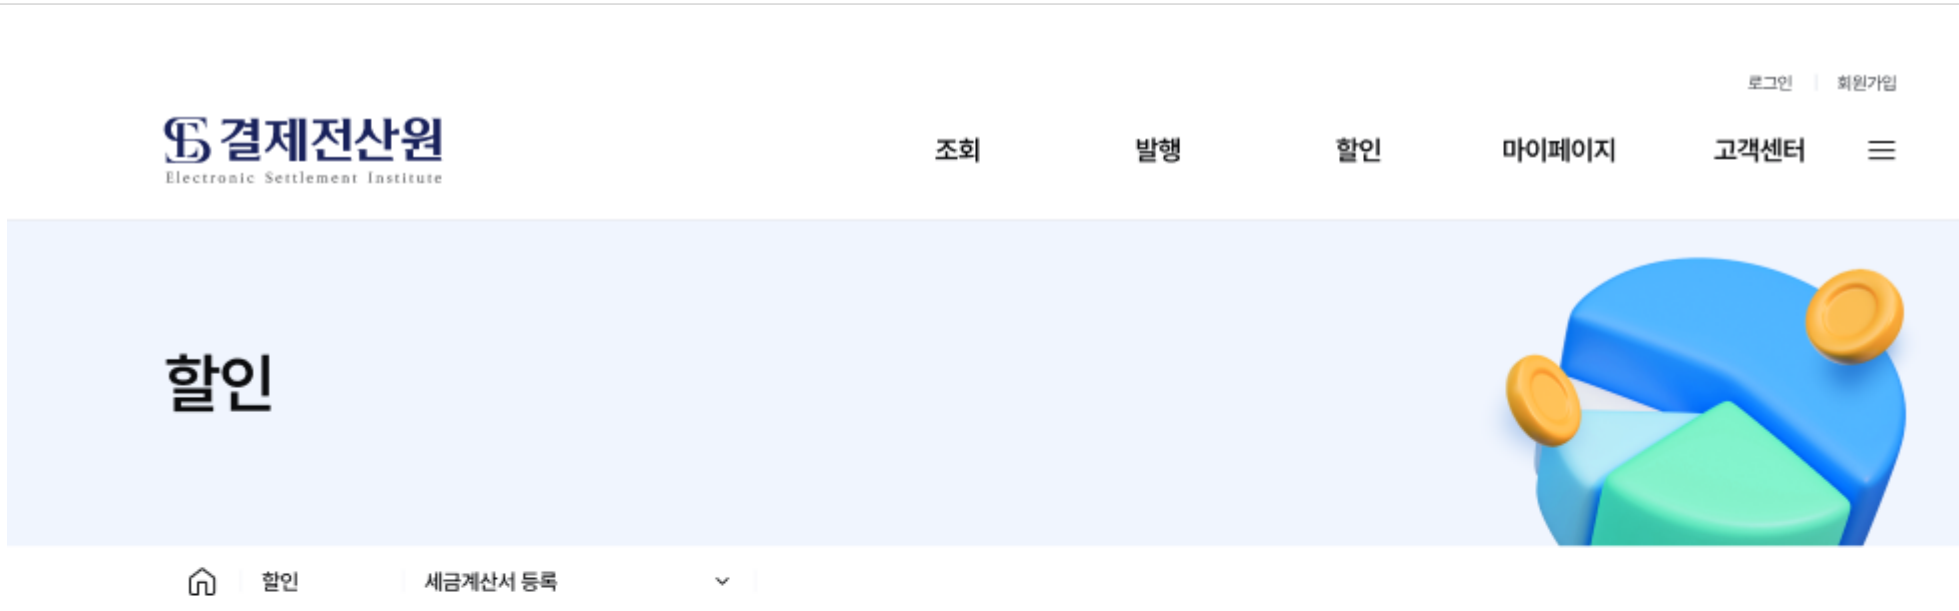 로그인 회원가입
결제전산원
Electronic Settlement Institute
조회 발행 할인 마이페이지 고객센터
할인
할인 세금계산서 등록